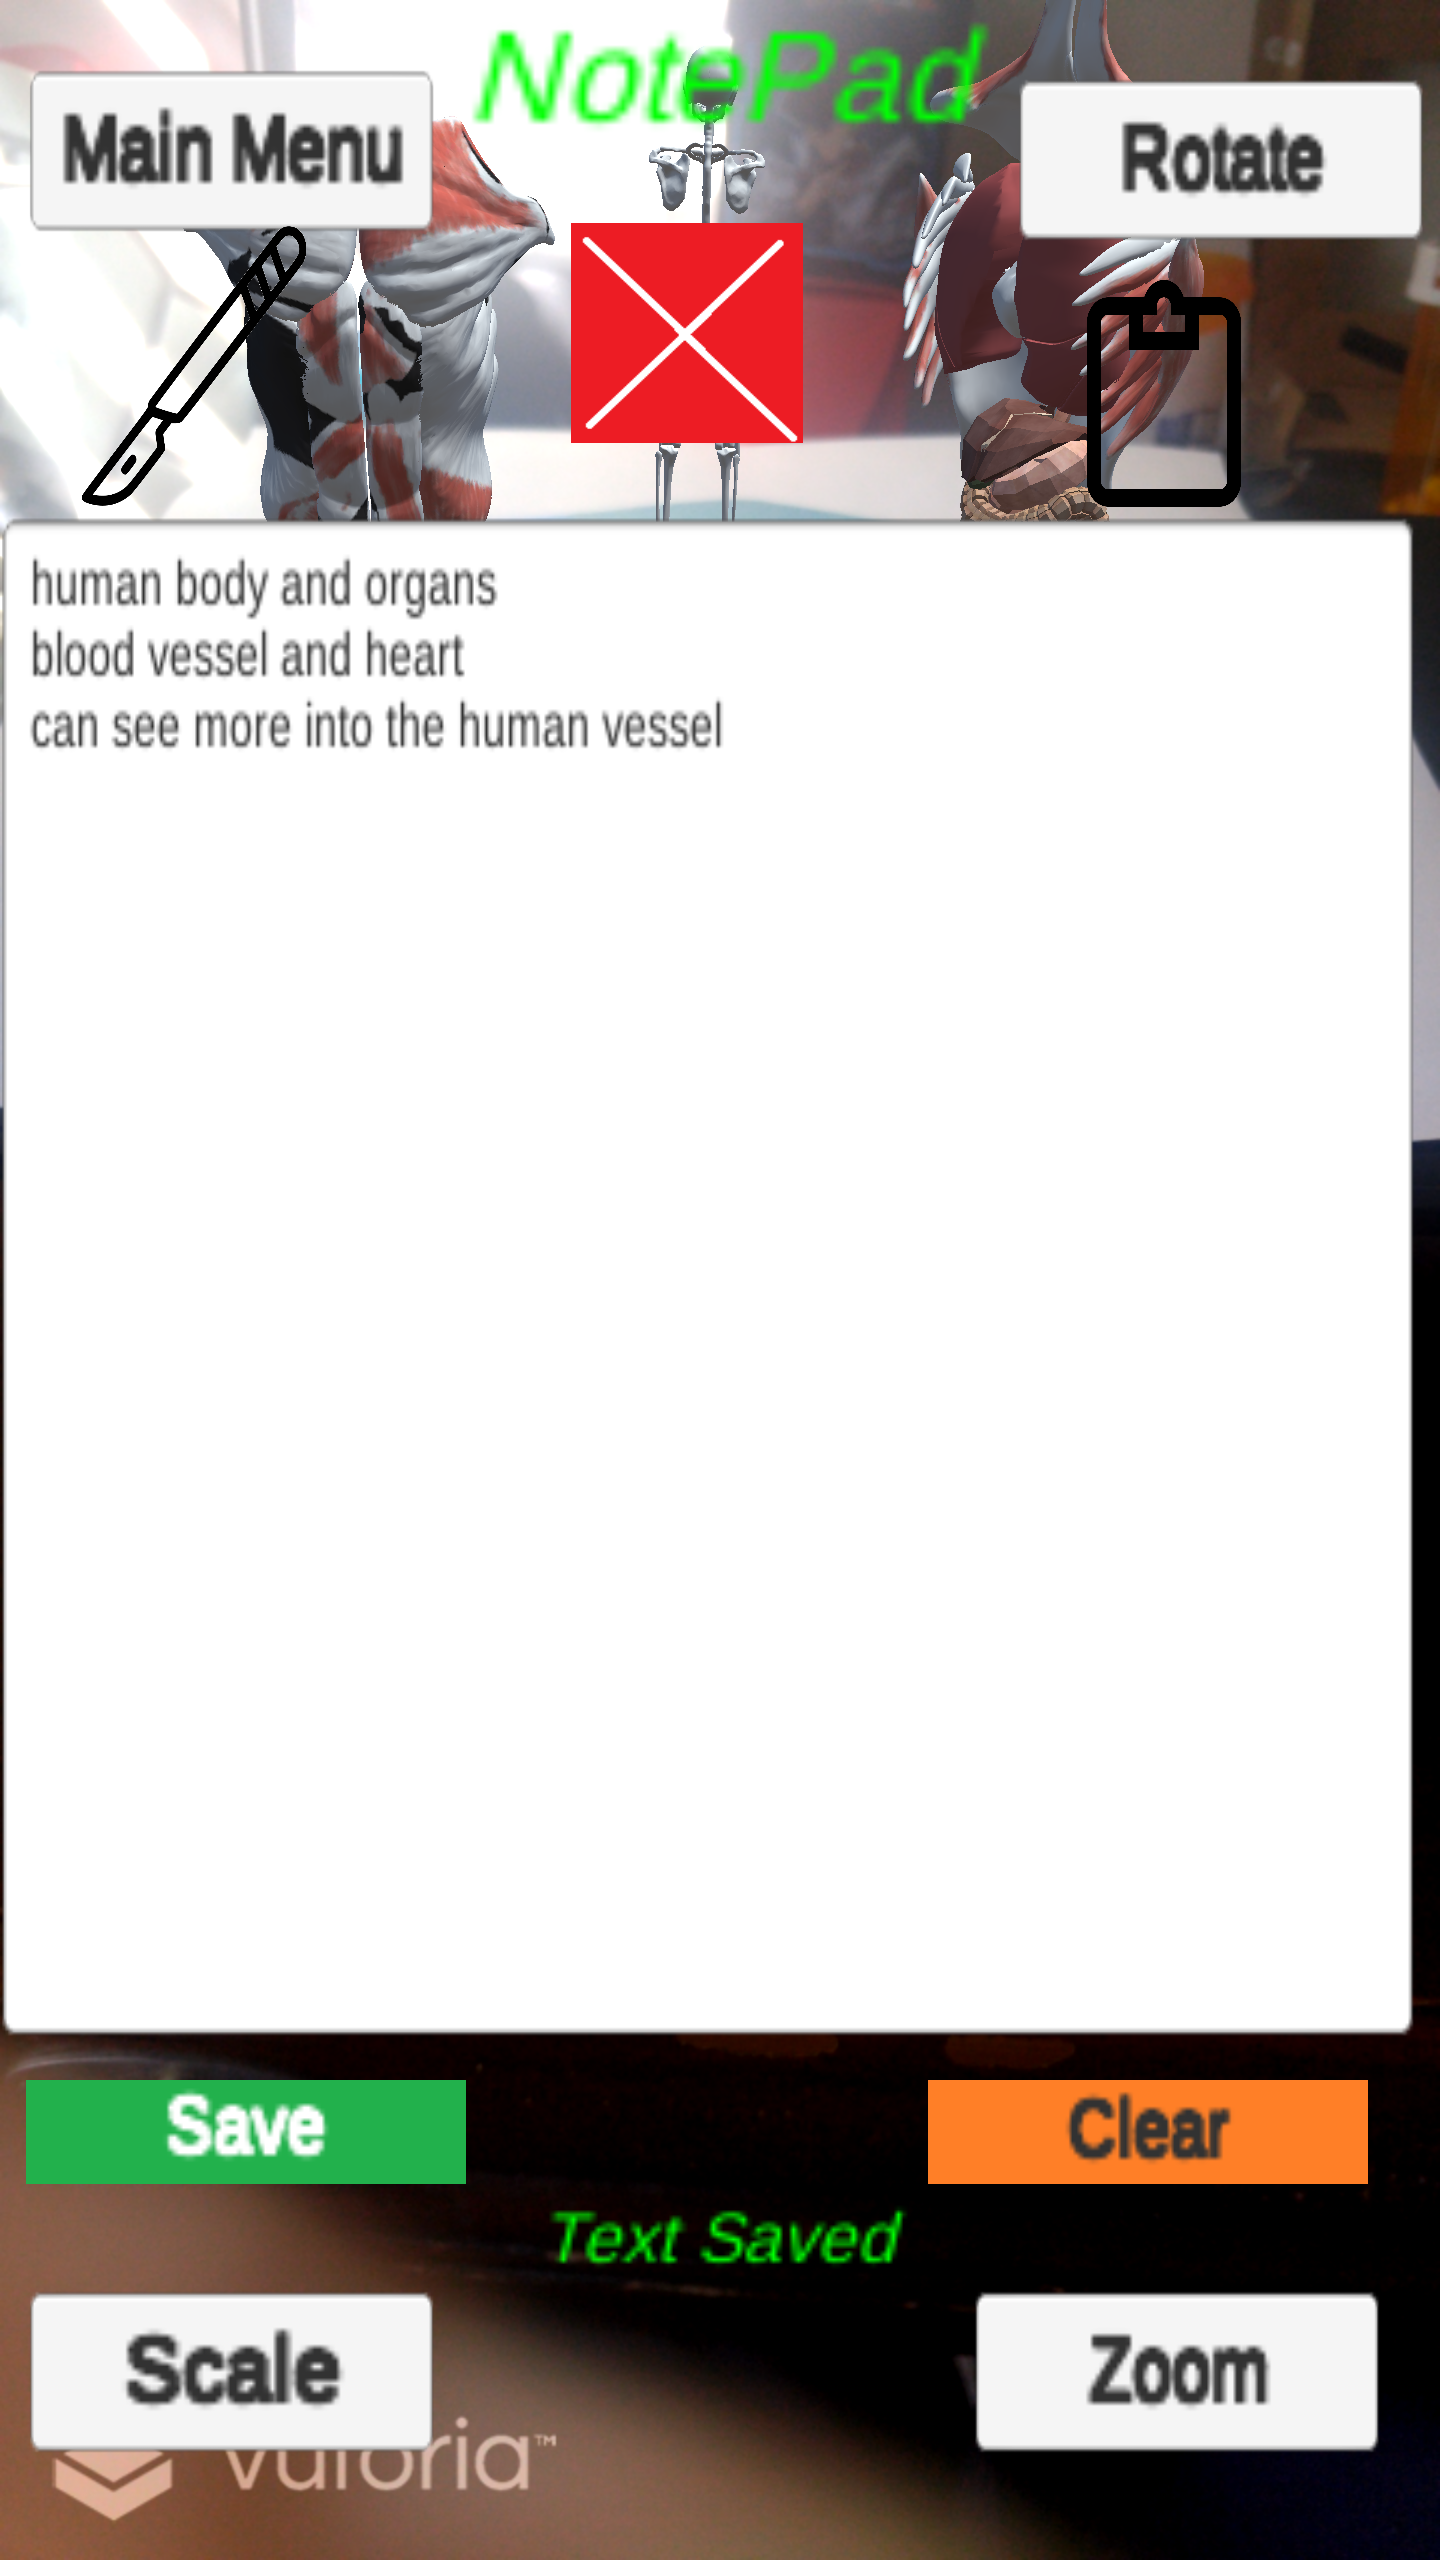 NotePad
Main Menu
Rotate
human body and organs
blood vessel and heart
can see more into the human vessel
Save
Clear
Text Saved
Scale
Zoom
vuforia™